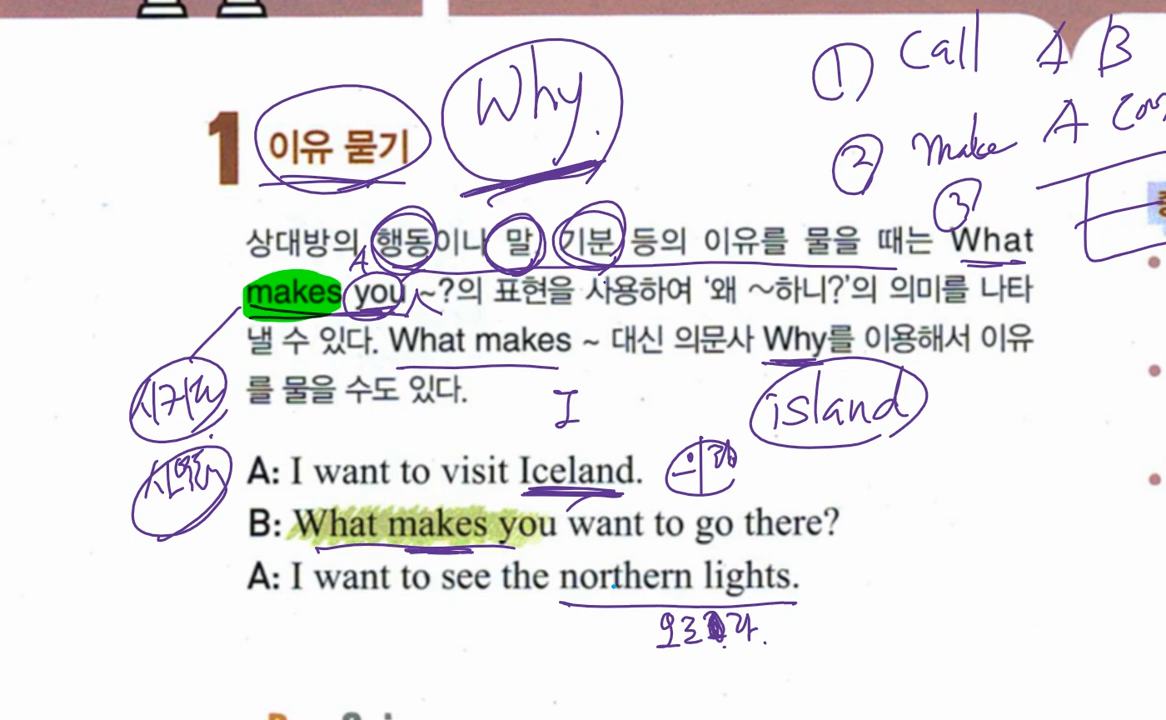 ① Call A B
Why.
1 이유 묻기
② Make A
③
상대방의 행동이나 말, 기분 등의 이유를 물을 때는 What
A
makes you ~?의 표현을 사용하여 ‘왜 ~하니?’의 의미를 나타
낼 수 있다. What makes ~ 대신 의문사 Why를 이용해서 이유
를 물을 수도 있다.
I
island
A: I want to visit Iceland.
B: What makes you want to go there?
A: I want to see the northern lights.